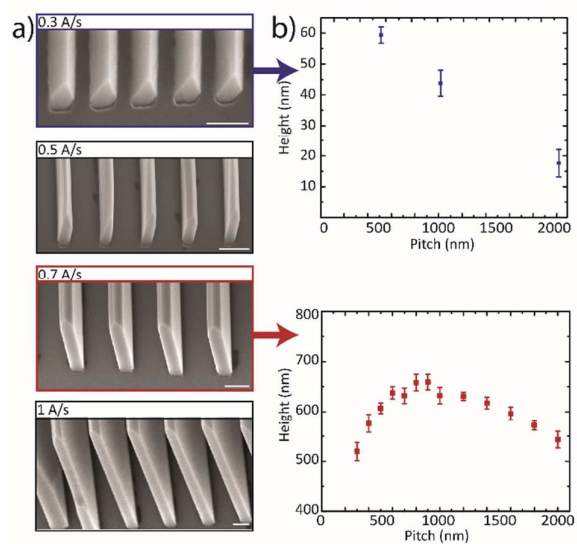 a)
0.3 A/s
0.5 A/s
0.7 A/s
1 A/s
b)
60
50
40
30
20
10
Height (nm)
0 500 1000 1500 2000
Pitch (nm)
800
700
600
500
400
Height (nm)
0 500 1000 1500 2000
Pitch (nm)